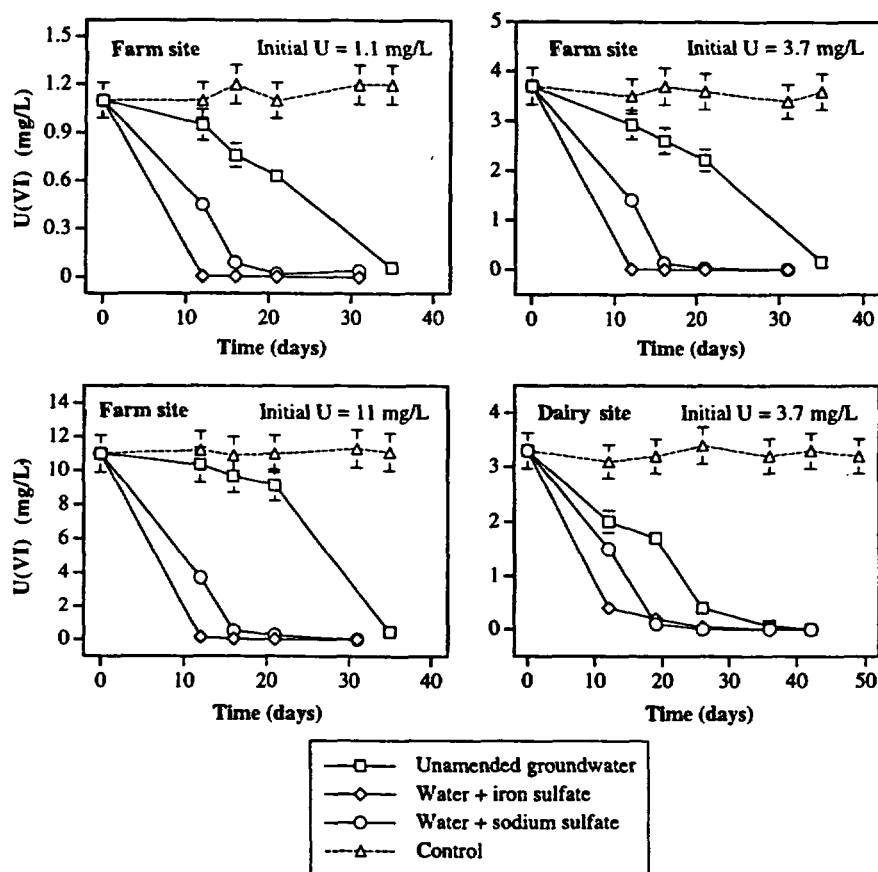 Farm site Initial U = 1.1 mg/L
U(VI) (mg/L)
1.5
1.2
0.9
0.6
0.3
0
0 10 20 30 40
Time (days)
Farm site Initial U = 3.7 mg/L
5
4
3
2
1
0
0 10 20 30 40
Time (days)
Farm site Initial U = 11 mg/L
U(VI) (mg/L)
14
12
10
8
6
4
2
0
0 10 20 30 40
Time (days)
Dairy site Initial U = 3.7 mg/L
4
3
2
1
0
0 10 20 30 40 50
Time (days)
Unamended groundwater
Water + iron sulfate
Water + sodium sulfate
Control